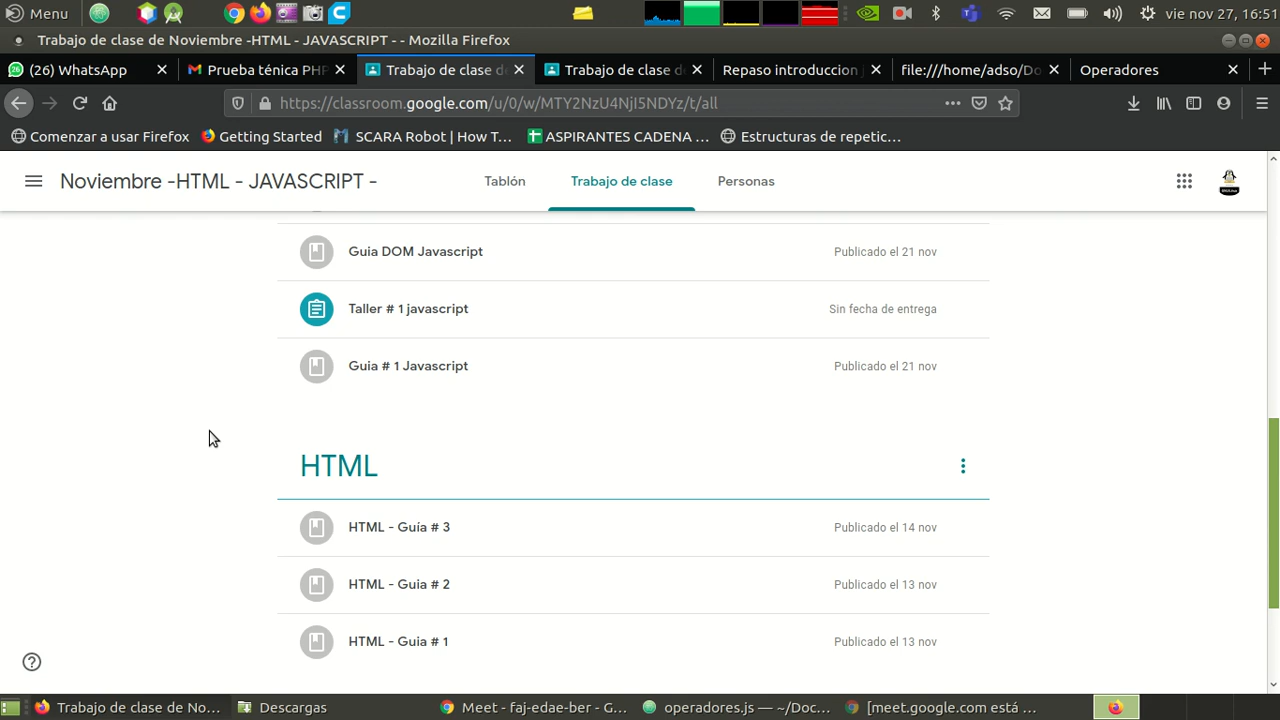 Menu
vie nov 27, 16:51
Trabajo de clase de Noviembre -HTML - JAVASCRIPT - - Mozilla Firefox
(26) WhatsApp
Prueba ténica PHP
Trabajo de clase de
Trabajo de clase d
Repaso introduccion j
file:///home/adso/Do
Operadores
https://classroom.google.com/u/0/w/MTY2NzU4NjI5NDYz/t/all
Comenzar a usar Firefox
Getting Started
SCARA Robot | How T...
ASPIRANTES CADENA ...
Estructuras de repetic...
Noviembre -HTML - JAVASCRIPT -
Tablón
Trabajo de clase
Personas
Guia DOM Javascript
Publicado el 21 nov
Taller # 1 javascript
Sin fecha de entrega
Guia # 1 Javascript
Publicado el 21 nov
HTML
HTML - Guía # 3
Publicado el 14 nov
HTML - Guia # 2
Publicado el 13 nov
HTML - Guia # 1
Publicado el 13 nov
Trabajo de clase de No...
Descargas
Meet - faj-edae-ber - G...
operadores.js — ~/Doc...
[meet.google.com está ...